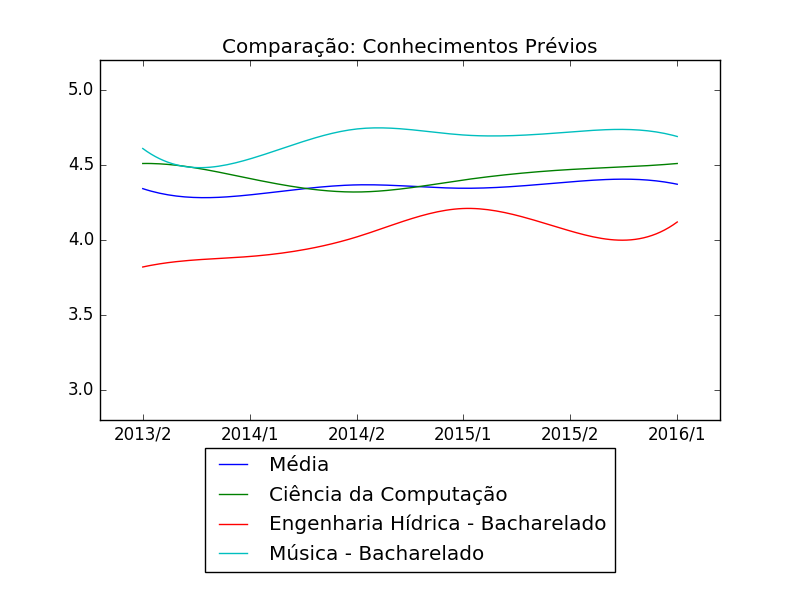 Comparação: Conhecimentos Prévios
5.0
4.5
4.0
3.5
3.0
2013/2 2014/1 2014/2 2015/1 2015/2 2016/1
Média
Ciência da Computação
Engenharia Hídrica - Bacharelado
Música - Bacharelado